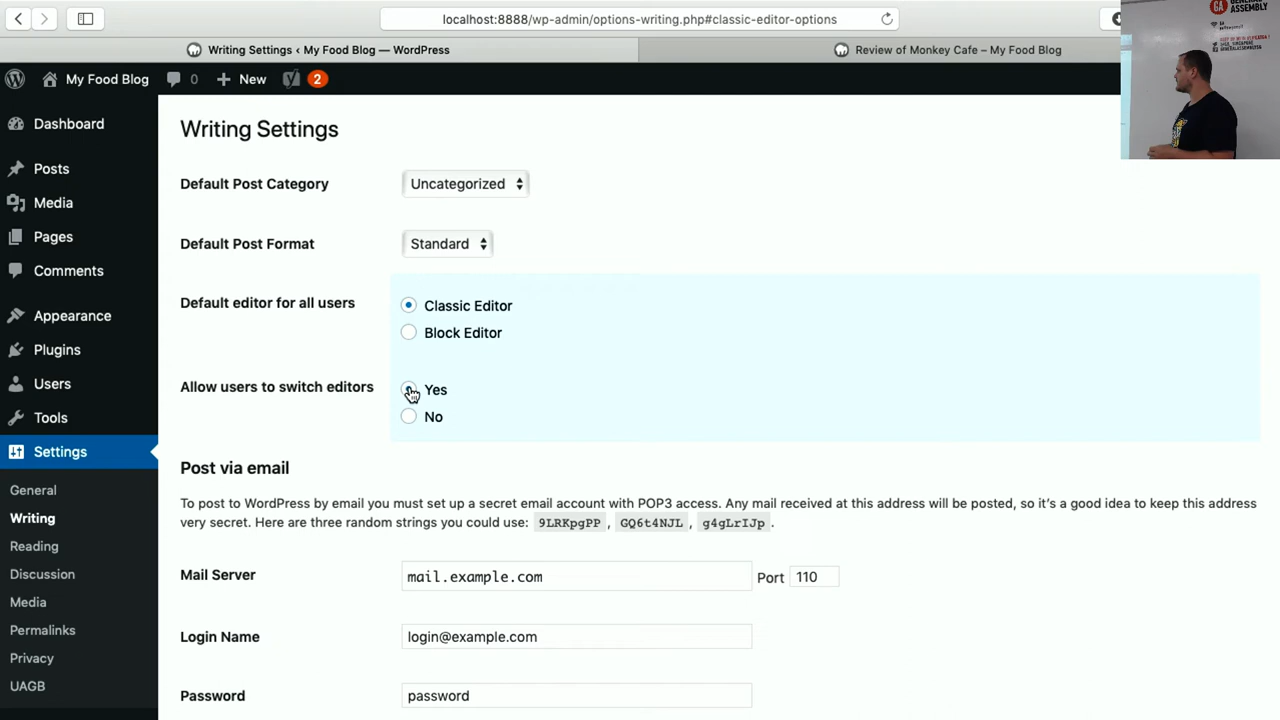 localhost:8888/wp-admin/options-writing.php#classic-editor-options
Writing Settings ‹ My Food Blog — WordPress
Review of Monkey Cafe – My Food Blog
GA
ASSEMBLY
My Food Blog
0
New
2
Dashboard
Posts
Media
Pages
Comments
Appearance
Plugins
Users
Tools
Settings
General
Writing
Reading
Discussion
Media
Permalinks
Privacy
UAGB
Writing Settings
Default Post Category
Uncategorized
Default Post Format
Standard
Default editor for all users
Classic Editor
Block Editor
Allow users to switch editors
Yes
No
Post via email
To post to WordPress by email you must set up a secret email account with POP3 access. Any mail received at this address will be posted, so it's a good idea to keep this address
very secret. Here are three random strings you could use: 9LRKpgPP , GQ6t4NJL , g4gLrIJp .
Mail Server
mail.example.com
Port 110
Login Name
login@example.com
Password
password